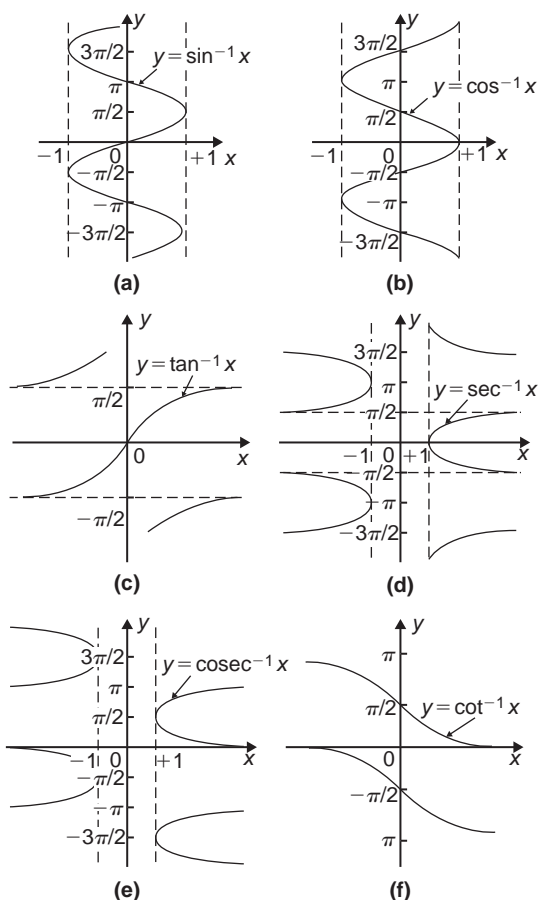 y
3π/2
y = sin⁻¹ x
π
π/2
−1
0
+1 x
−π/2
−π
−3π/2
(a)
y
3π/2
π
y = cos⁻¹ x
π/2
−1
0
+1 x
−π/2
−π
−3π/2
(b)
y
y = tan⁻¹ x
π/2
0
x
−π/2
(c)
y
3π/2
π
y = sec⁻¹ x
π/2
−1 0 +1
x
−π/2
−π
−3π/2
(d)
y
3π/2
y = cosec⁻¹ x
π
π/2
−1 0 +1
x
−π/2
−π
−3π/2
(e)
y
π
π/2
y = cot⁻¹ x
0
x
−π/2
π
(f)